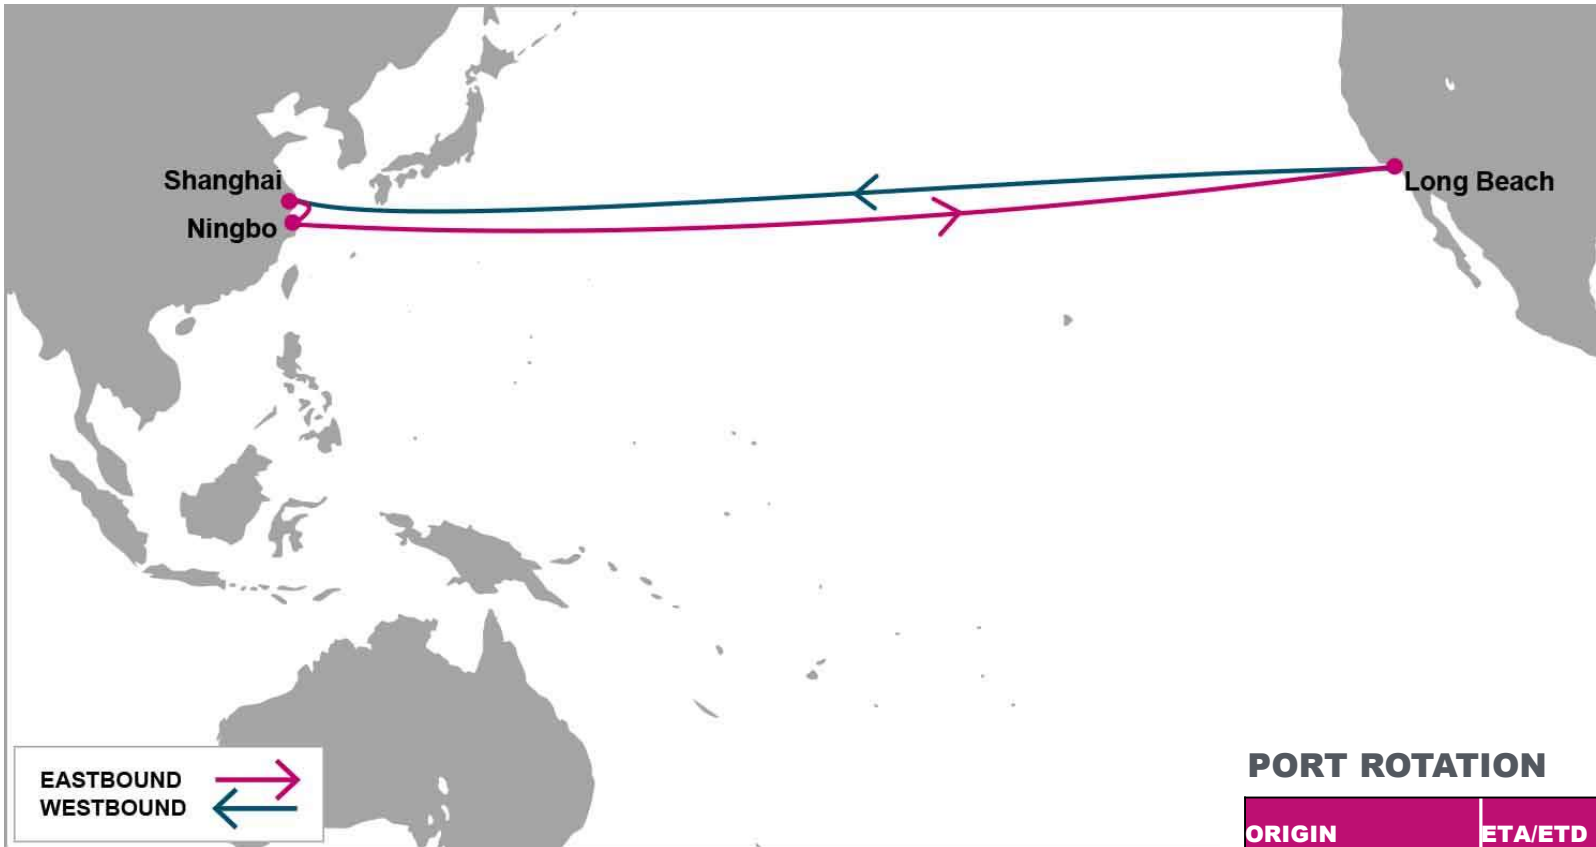 Shanghai
Ningbo
Long Beach
EASTBOUND
WESTBOUND
PORT ROTATION
ORIGIN ETA/ETD